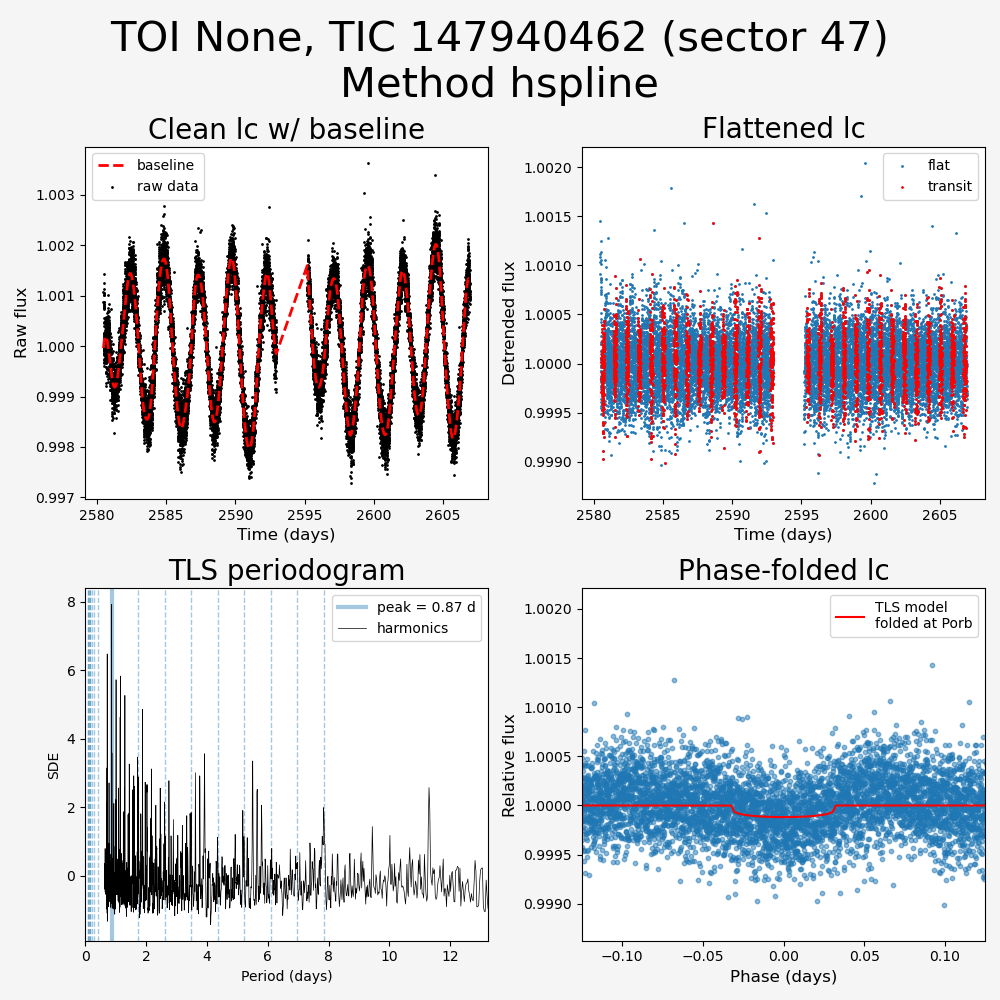 TOI None, TIC 147940462 (sector 47)
Method hspline
Clean lc w/ baseline
baseline
raw data
1.003
1.002
1.001
1.000
0.999
0.998
0.997
Raw flux
2580
2585
2590
2595
2600
2605
Time (days)
Flattened lc
flat
transit
1.0020
1.0015
1.0010
1.0005
1.0000
0.9995
0.9990
Detrended flux
2580
2585
2590
2595
2600
2605
Time (days)
TLS periodogram
peak = 0.87 d
harmonics
8
6
4
2
0
SDE
0
2
4
6
8
10
12
Period (days)
Phase-folded lc
TLS model
folded at Porb
1.0020
1.0015
1.0010
1.0005
1.0000
0.9995
0.9990
Relative flux
−0.10
−0.05
0.00
0.05
0.10
Phase (days)